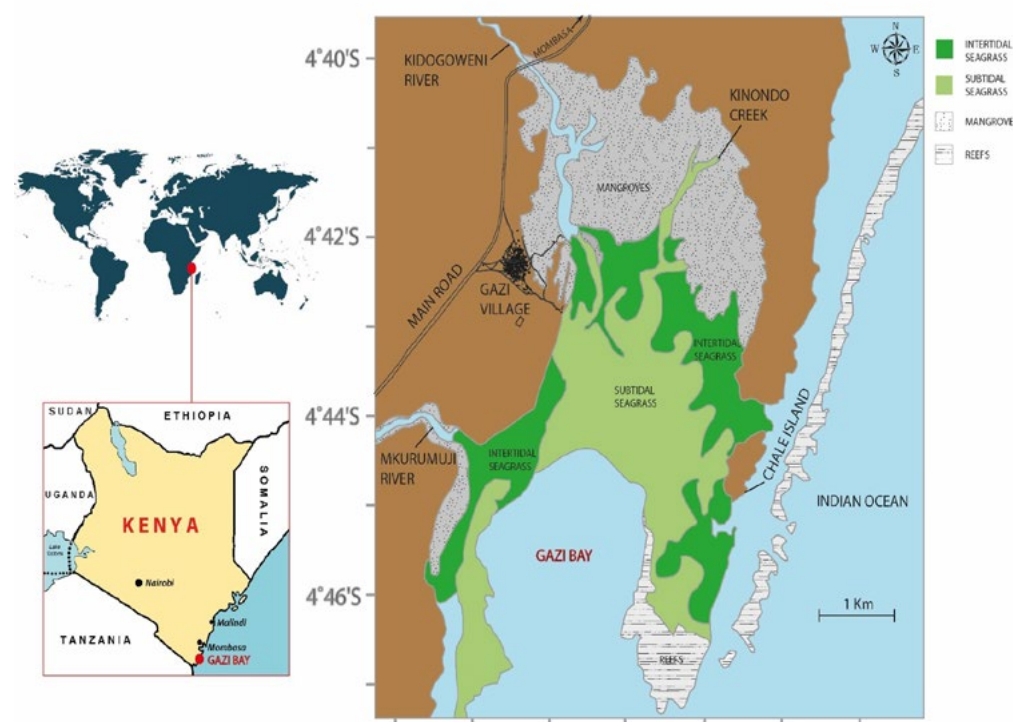 4°40'S
4°42'S
4°44'S
4°46'S
KIDOGOWENI
RIVER
MOMBASA
KINONDO
CREEK
MANGROVES
MAIN ROAD
GAZI
VILLAGE
INTERTIDAL
SEAGRASS
SUBTIDAL
SEAGRASS
MKURUMUJI
RIVER
INTERTIDAL
SEAGRASS
CHALE ISLAND
INDIAN OCEAN
GAZI BAY
1 Km
REEFS
N
W
E
S
INTERTIDAL
SEAGRASS
SUBTIDAL
SEAGRASS
MANGROVE
REEFS
SUDAN
ETHIOPIA
UGANDA
SOMALIA
KENYA
Lake
Nairobi
Malindi
Mombasa
TANZANIA
GAZI BAY